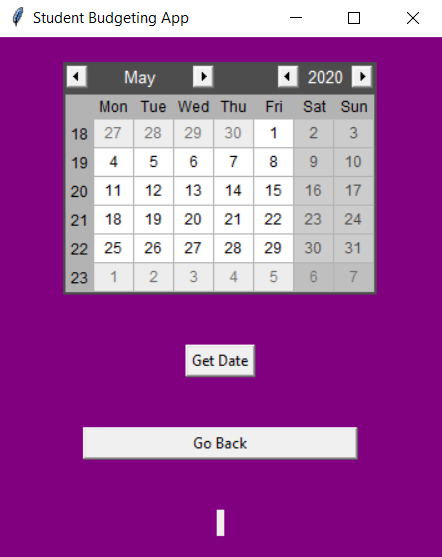 Student Budgeting App
May 2020
Mon Tue Wed Thu Fri Sat Sun
18 27 28 29 30 1 2 3
19 4 5 6 7 8 9 10
20 11 12 13 14 15 16 17
21 18 19 20 21 22 23 24
22 25 26 27 28 29 30 31
23 1 2 3 4 5 6 7
Get Date
Go Back